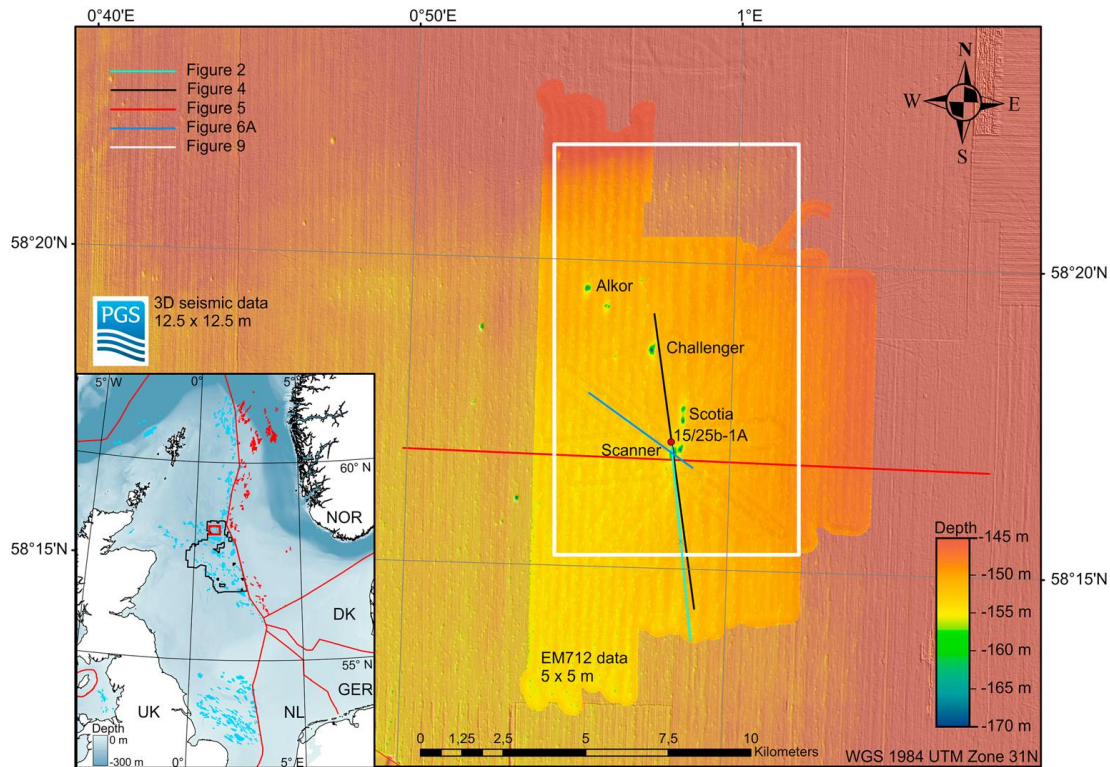 0°40'E
0°50'E
1°E
Figure 2
Figure 4
Figure 5
Figure 6A
Figure 9
N
W
E
S
58°20'N
58°20'N
PGS
3D seismic data
12.5 x 12.5 m
Alkor
Challenger
Scotia
15/25b-1A
Scanner
5° W
0°
5°
60° N
NOR
58°15'N
58°15'N
DK
55° N
GER
UK
NL
Depth
0 m
-300 m
0°
5°E
EM712 data
5 x 5 m
Depth
-145 m
-150 m
-155 m
-160 m
-165 m
-170 m
0
1,25
2,5
5
7,5
10
Kilometers
WGS 1984 UTM Zone 31N